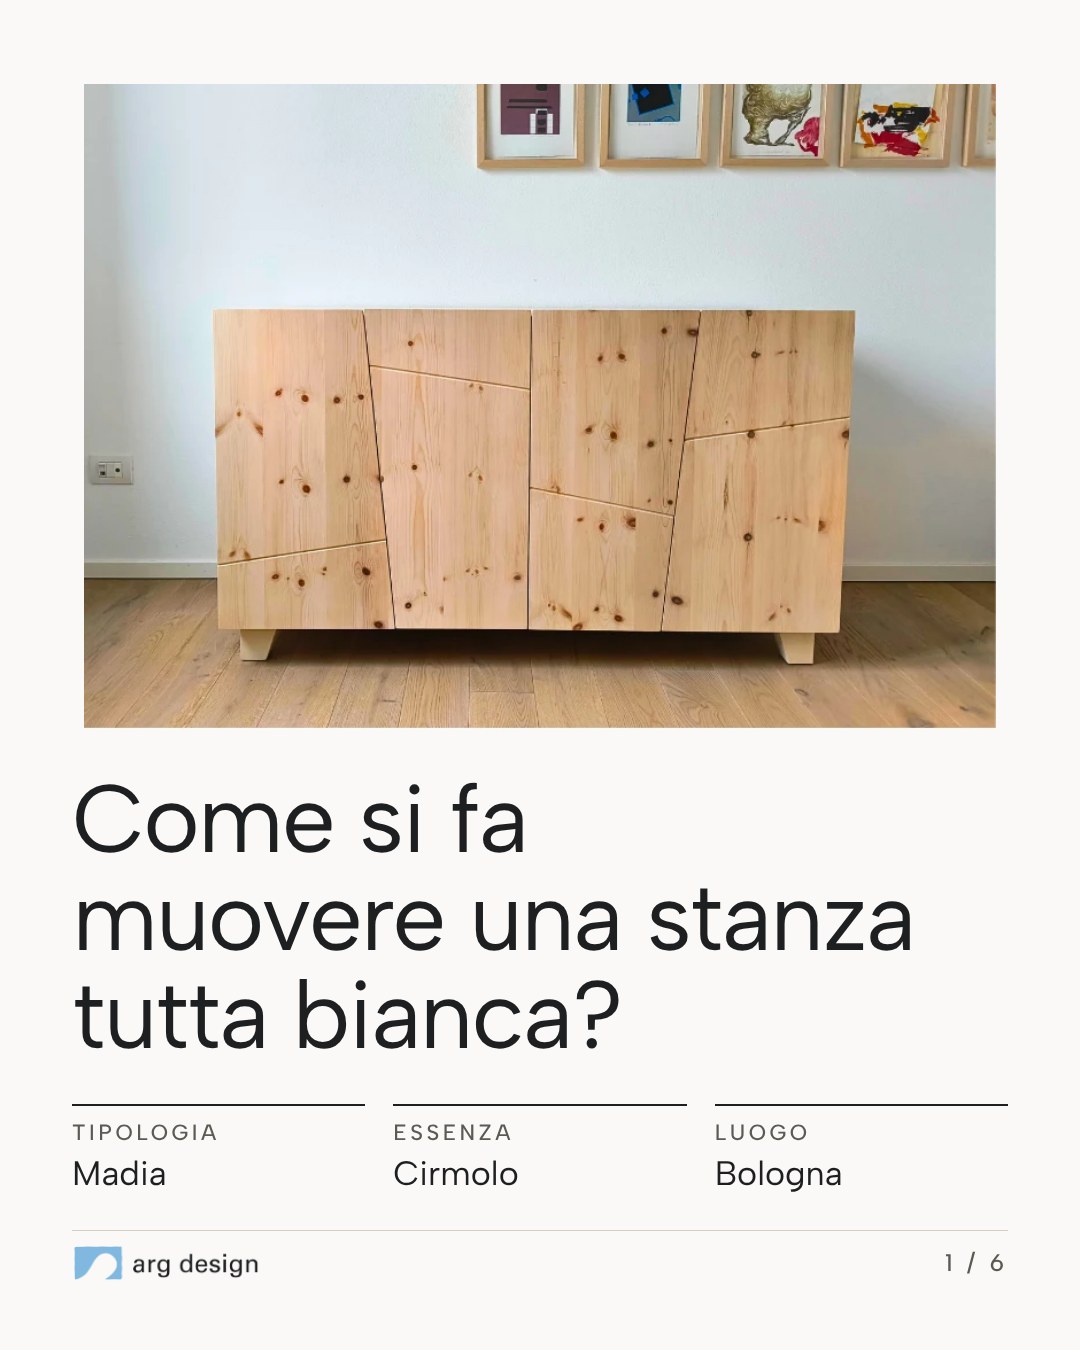 Come si fa
muovere una stanza
tutta bianca?
TIPOLOGIA
Madia
ESSENZA
Cirmolo
LUOGO
Bologna
arg design
1 / 6